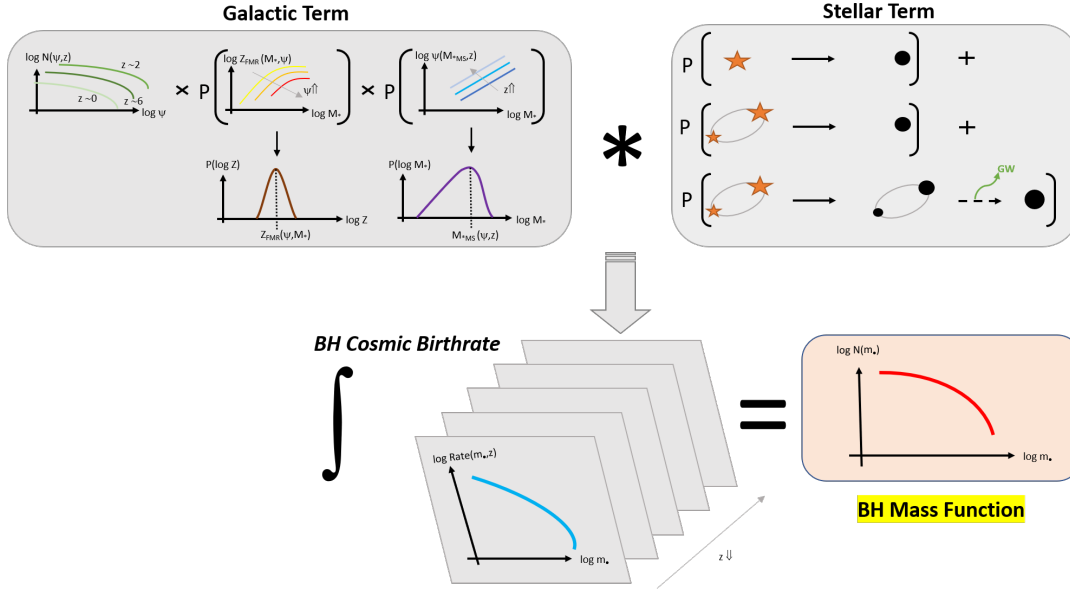 Galactic Term
log N(ψ,z)
z ~2
z ~0
z ~6
log ψ
×
P
log Z_FMR(M⋆,ψ)
ψ⇑
log M⋆
×
P
log ψ(M⋆MS,z)
z⇑
log M⋆
P(log Z)
log Z
Z_FMR(ψ,M⋆)
P(log M⋆)
log M⋆
M⋆MS(ψ,z)
*
Stellar Term
P
+
P
+
P
GW
BH Cosmic Birthrate
∫
log Rate(m•,z)
log m•
z ⇓
=
log N(m•)
log m•
BH Mass Function